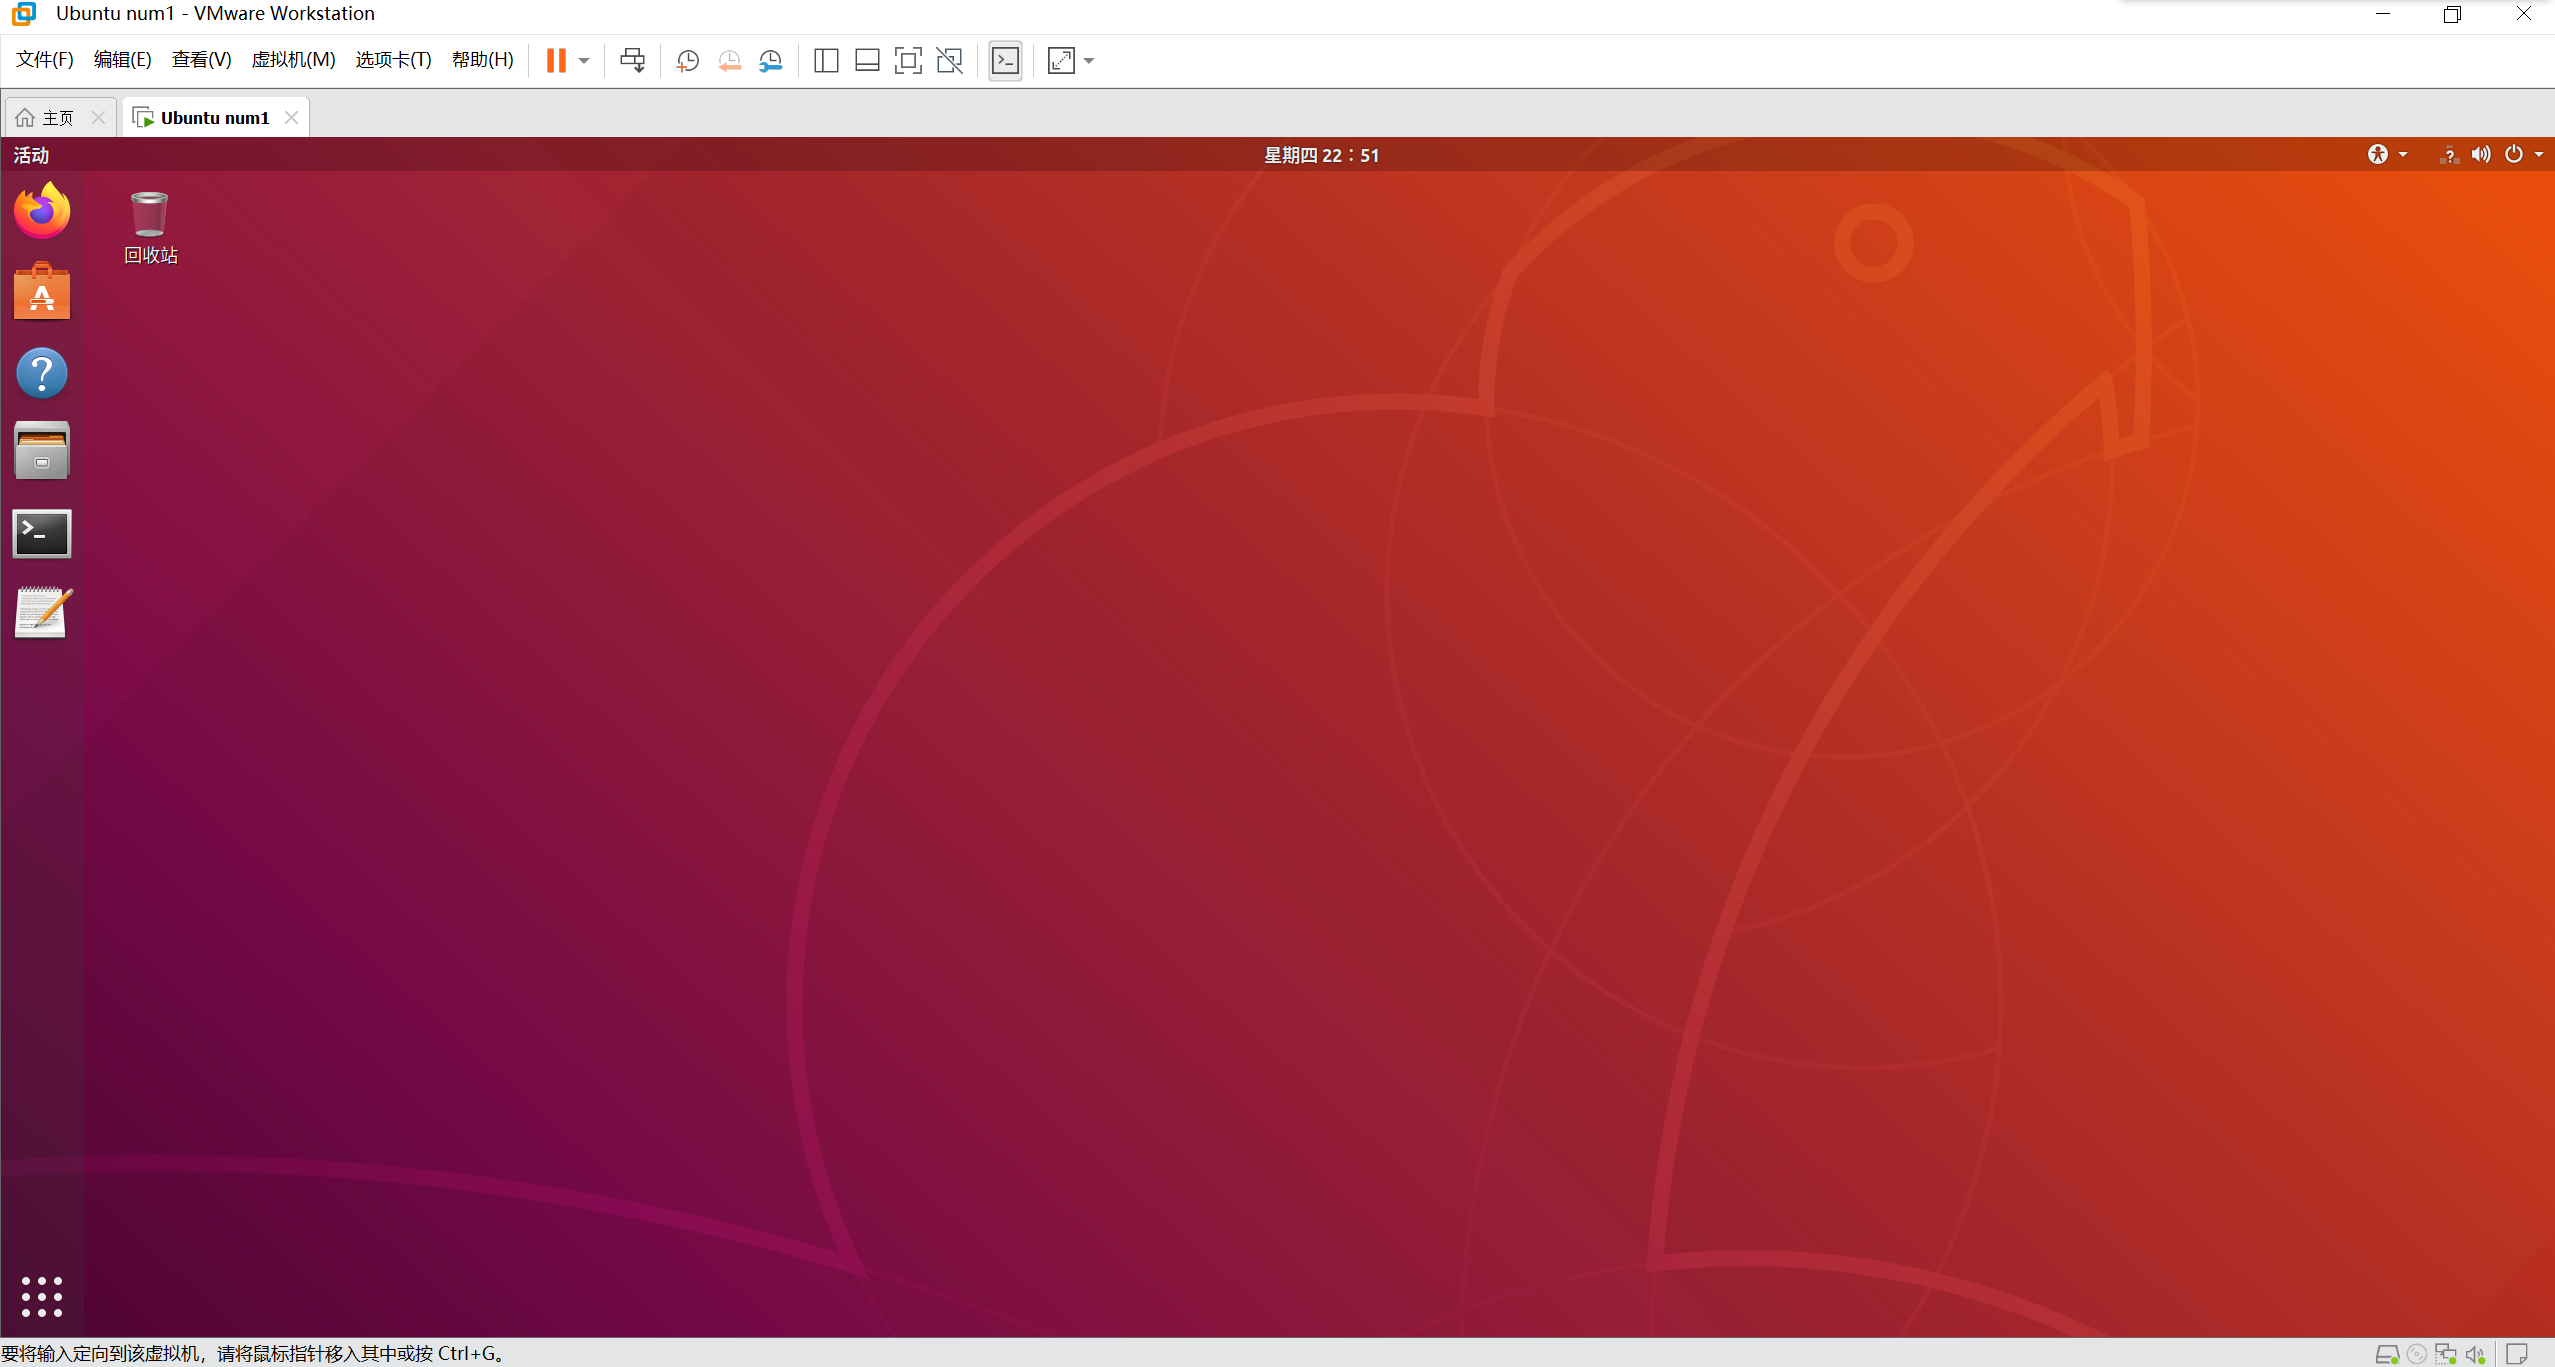 Ubuntu num1 - VMware Workstation
文件(F) 编辑(E) 查看(V) 虚拟机(M) 选项卡(T) 帮助(H)
主页 Ubuntu num1
活动 星期四 22：51
回收站
要将输入定向到该虚拟机，请将鼠标指针移入其中或按 Ctrl+G。